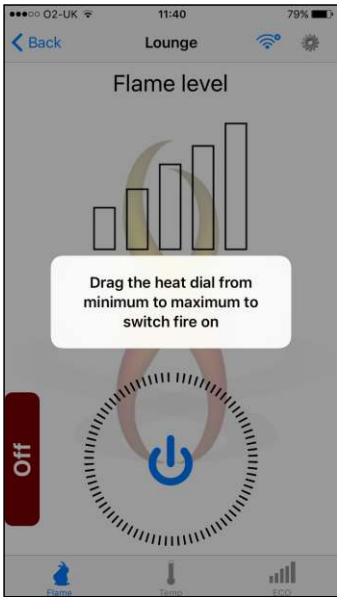 O2-UK 11:40 79%
Back Lounge
Flame level
Drag the heat dial from
minimum to maximum to
switch fire on
Off
Flame Temp ECO